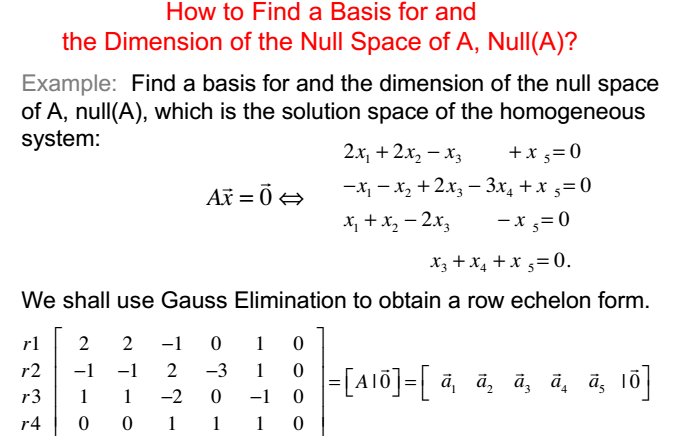 How to Find a Basis for and
the Dimension of the Null Space of A, Null(A)?
Example: Find a basis for and the dimension of the null space
of A, null(A), which is the solution space of the homogeneous
system:
2x₁ + 2x₂ − x₃ + x ₅= 0
Ax⃗ = 0⃗ ⇔ −x₁ − x₂ + 2x₃ − 3x₄ + x ₅= 0
x₁ + x₂ − 2x₃ − x ₅= 0
x₃ + x₄ + x ₅= 0.
We shall use Gauss Elimination to obtain a row echelon form.
r1 [ 2 2 −1 0 1 0 ]
r2 [ −1 −1 2 −3 1 0 ] = [ A | 0⃗ ] = [ a⃗₁ a⃗₂ a⃗₃ a⃗₄ a⃗₅ | 0⃗ ]
r3 [ 1 1 −2 0 −1 0 ]
r4 [ 0 0 1 1 1 0 ]